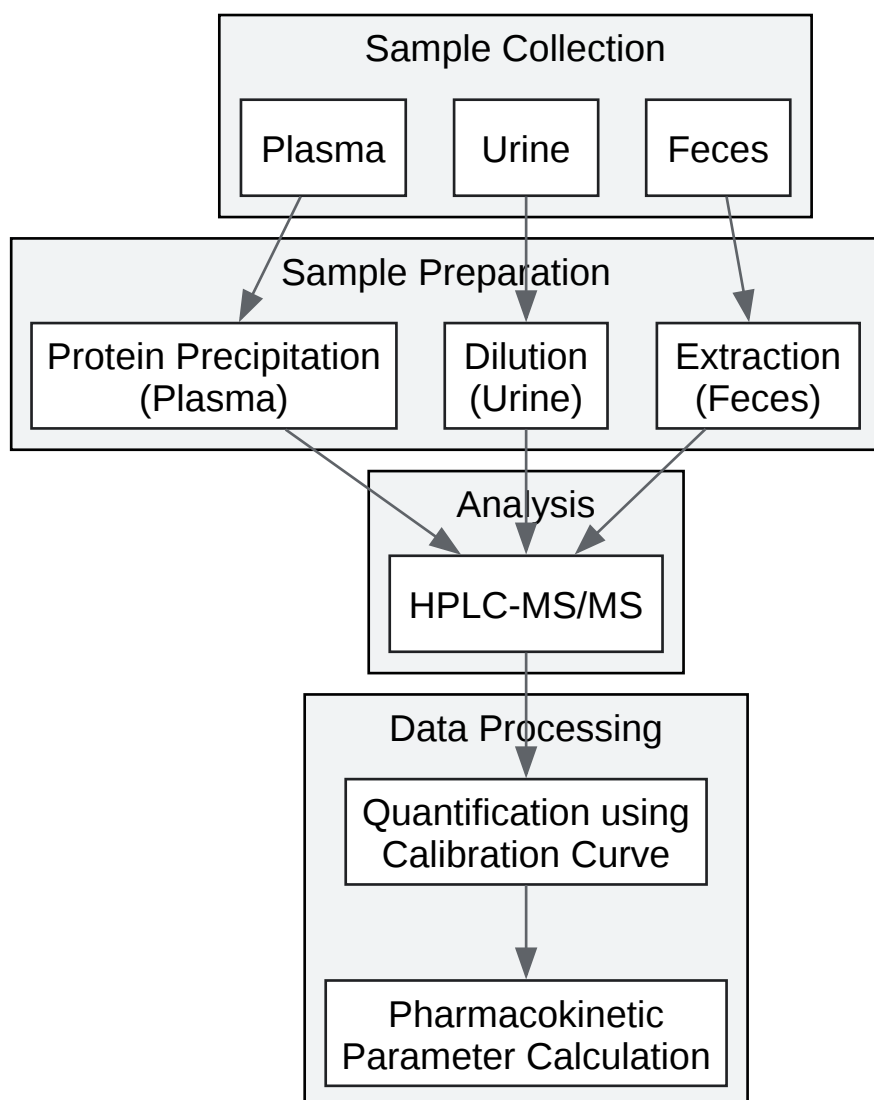 Sample Collection
Plasma
Urine
Feces
Sample Preparation
Protein Precipitation
(Plasma)
Dilution
(Urine)
Extraction
(Feces)
Analysis
HPLC-MS/MS
Data Processing
Quantification using
Calibration Curve
Pharmacokinetic
Parameter Calculation